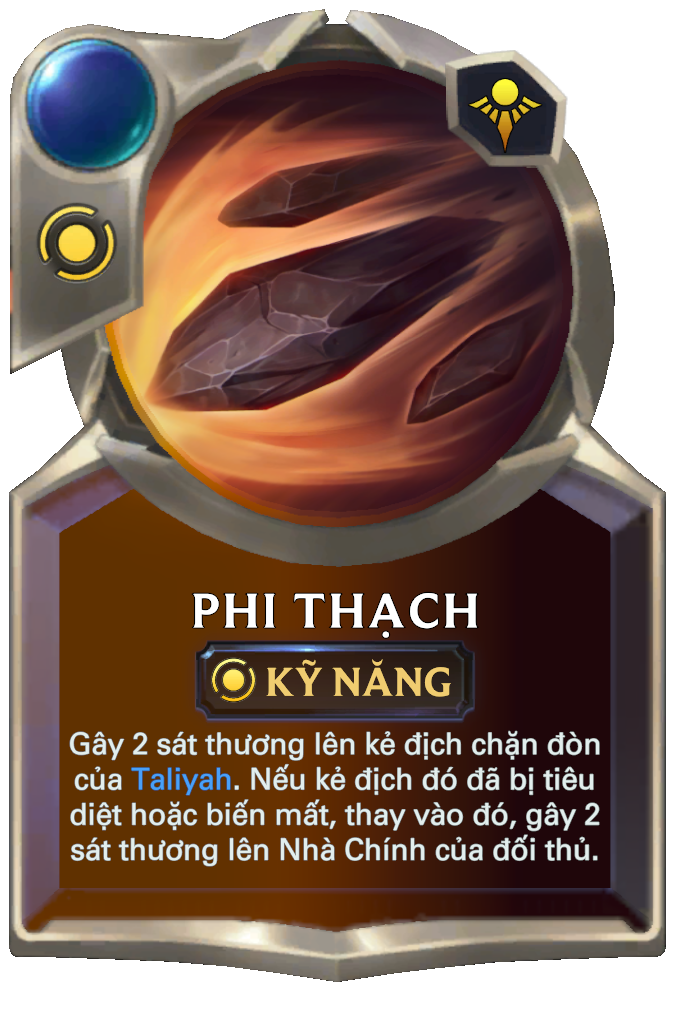 PHI THẠCH
KỸ NĂNG
Gây 2 sát thương lên kẻ địch chặn đòn
của Taliyah. Nếu kẻ địch đó đã bị tiêu
diệt hoặc biến mất, thay vào đó, gây 2
sát thương lên Nhà Chính của đối thủ.